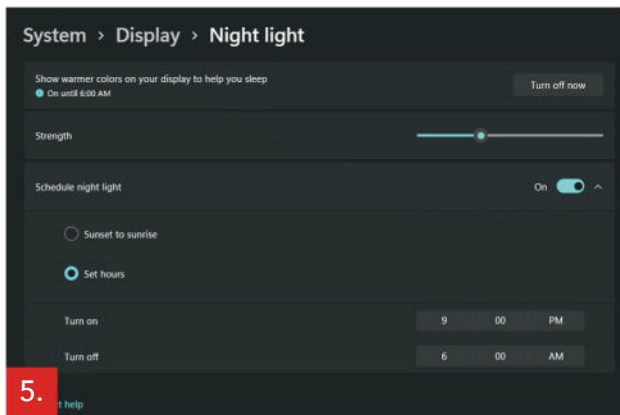 System > Display > Night light
Show warmer colors on your display to help you sleep
On until 6:00 AM
Turn off now
Strength
Schedule night light
On
Sunset to sunrise
Set hours
Turn on
9 00 PM
Turn off
6 00 AM
5.
help